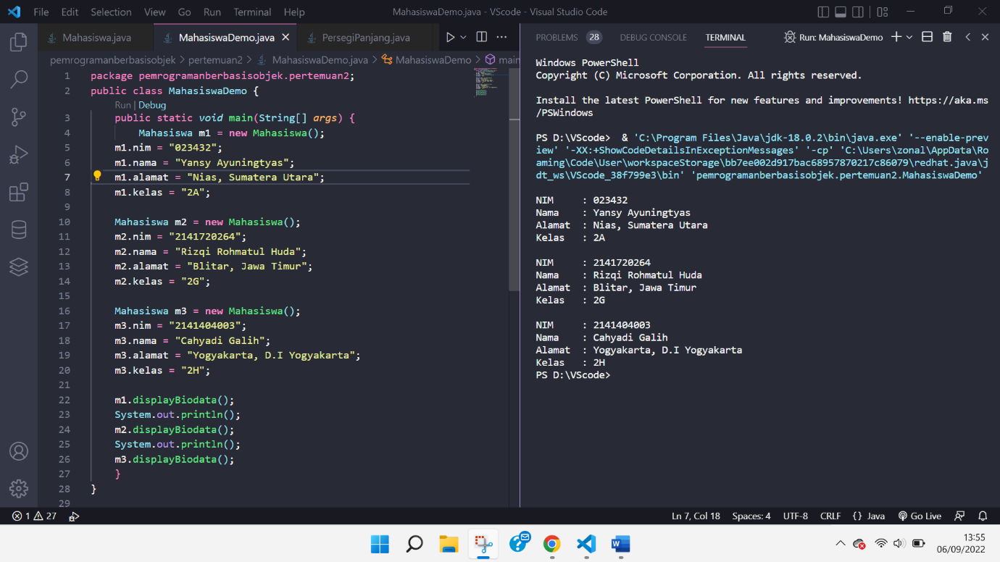 File Edit Selection View Go Run Terminal Help MahasiswaDemo.java - VScode - Visual Studio Code
Mahasiswa.java MahasiswaDemo.java PersegiPanjang.java
pemrogramanberbasisobjek > pertemuan2 > MahasiswaDemo.java > MahasiswaDemo > main
1 package pemrogramanberbasisobjek.pertemuan2;
2 public class MahasiswaDemo {
Run | Debug
3 public static void main(String[] args) {
4 Mahasiswa m1 = new Mahasiswa();
5 m1.nim = "023432";
6 m1.nama = "Yansy Ayuningtyas";
7 m1.alamat = "Nias, Sumatera Utara";
8 m1.kelas = "2A";
9
10 Mahasiswa m2 = new Mahasiswa();
11 m2.nim = "2141720264";
12 m2.nama = "Rizqi Rohmatul Huda";
13 m2.alamat = "Blitar, Jawa Timur";
14 m2.kelas = "2G";
15
16 Mahasiswa m3 = new Mahasiswa();
17 m3.nim = "2141404003";
18 m3.nama = "Cahyadi Galih";
19 m3.alamat = "Yogyakarta, D.I Yogyakarta";
20 m3.kelas = "2H";
21
22 m1.displayBiodata();
23 System.out.println();
24 m2.displayBiodata();
25 System.out.println();
26 m3.displayBiodata();
27 }
28 }
29
PROBLEMS 28 DEBUG CONSOLE TERMINAL Run: MahasiswaDemo
Windows PowerShell
Copyright (C) Microsoft Corporation. All rights reserved.
Install the latest PowerShell for new features and improvements! https://aka.ms
/PSWindows
PS D:\VScode>  & 'C:\Program Files\Java\jdk-18.0.2\bin\java.exe' '--enable-prev
iew' '-XX:+ShowCodeDetailsInExceptionMessages' '-cp' 'C:\Users\zonal\AppData\Ro
aming\Code\User\workspaceStorage\bb7ee002d917bac68957870217c86079\redhat.java\j
dt_ws\VScode_38f799e3\bin' 'pemrogramanberbasisobjek.pertemuan2.MahasiswaDemo'
NIM : 023432
Nama : Yansy Ayuningtyas
Alamat : Nias, Sumatera Utara
Kelas : 2A
NIM : 2141720264
Nama : Rizqi Rohmatul Huda
Alamat : Blitar, Jawa Timur
Kelas : 2G
NIM : 2141404003
Nama : Cahyadi Galih
Alamat : Yogyakarta, D.I Yogyakarta
Kelas : 2H
PS D:\VScode>
1 27 Ln 7, Col 18 Spaces: 4 UTF-8 CRLF {} Java Go Live
13:55
06/09/2022